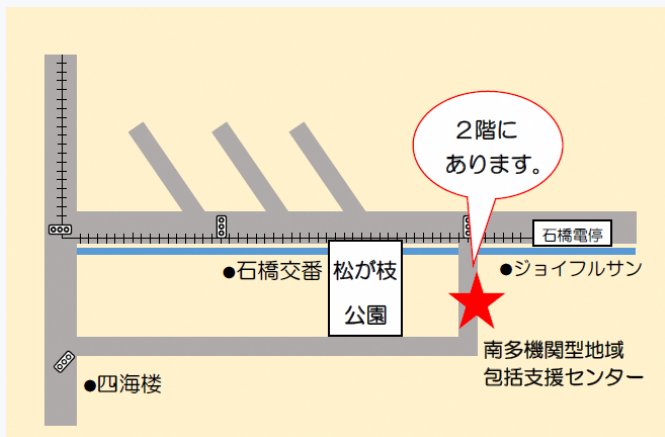 ２階に
あります。
石橋電停
●石橋交番
松が枝
公園
●ジョイフルサン
南多機関型地域
包括支援センター
●四海楼